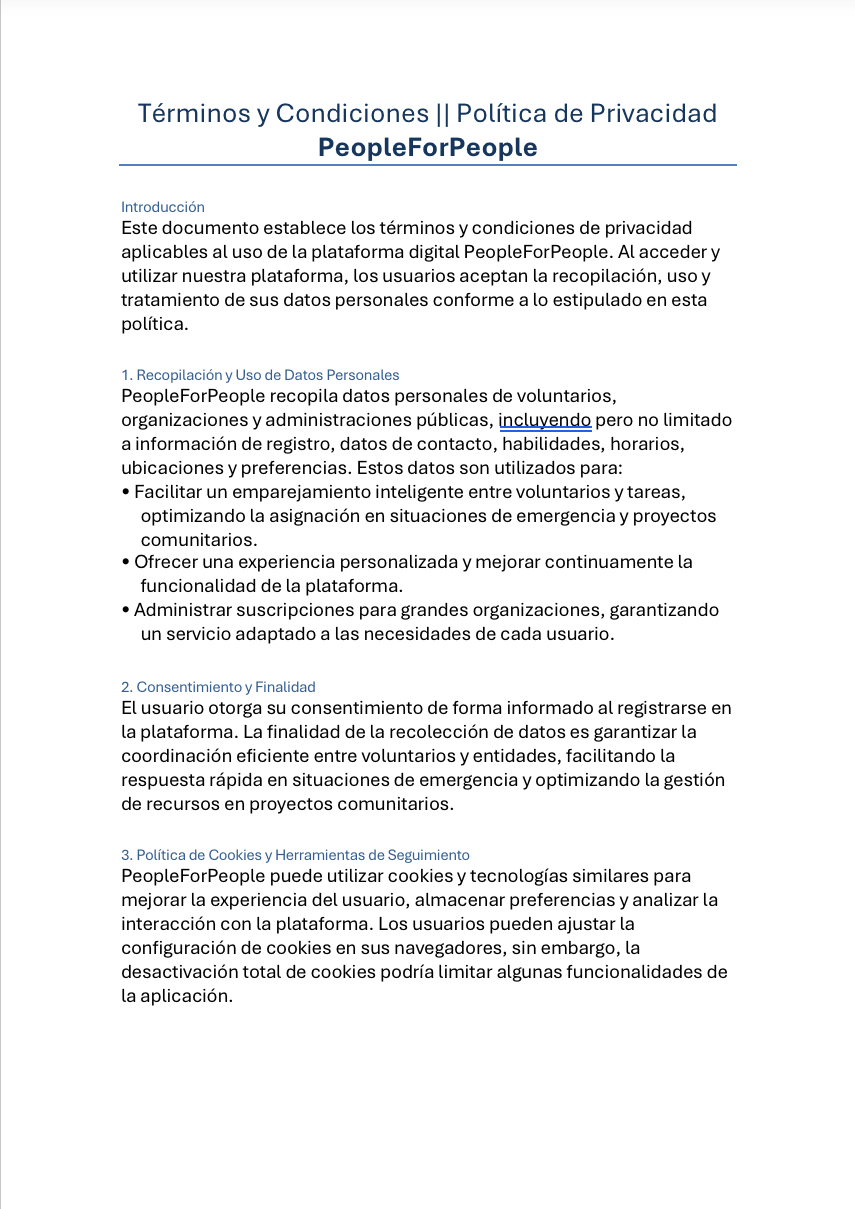 Términos y Condiciones || Política de Privacidad
PeopleForPeople
Introducción
Este documento establece los términos y condiciones de privacidad
aplicables al uso de la plataforma digital PeopleForPeople. Al acceder y
utilizar nuestra plataforma, los usuarios aceptan la recopilación, uso y
tratamiento de sus datos personales conforme a lo estipulado en esta
política.
1. Recopilación y Uso de Datos Personales
PeopleForPeople recopila datos personales de voluntarios,
organizaciones y administraciones públicas, incluyendo pero no limitado
a información de registro, datos de contacto, habilidades, horarios,
ubicaciones y preferencias. Estos datos son utilizados para:
• Facilitar un emparejamiento inteligente entre voluntarios y tareas,
optimizando la asignación en situaciones de emergencia y proyectos
comunitarios.
• Ofrecer una experiencia personalizada y mejorar continuamente la
funcionalidad de la plataforma.
• Administrar suscripciones para grandes organizaciones, garantizando
un servicio adaptado a las necesidades de cada usuario.
2. Consentimiento y Finalidad
El usuario otorga su consentimiento de forma informado al registrarse en
la plataforma. La finalidad de la recolección de datos es garantizar la
coordinación eficiente entre voluntarios y entidades, facilitando la
respuesta rápida en situaciones de emergencia y optimizando la gestión
de recursos en proyectos comunitarios.
3. Política de Cookies y Herramientas de Seguimiento
PeopleForPeople puede utilizar cookies y tecnologías similares para
mejorar la experiencia del usuario, almacenar preferencias y analizar la
interacción con la plataforma. Los usuarios pueden ajustar la
configuración de cookies en sus navegadores, sin embargo, la
desactivación total de cookies podría limitar algunas funcionalidades de
la aplicación.